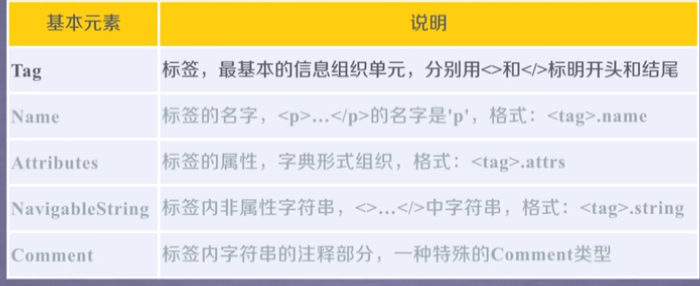 基本元素 说明
Tag 标签，最基本的信息组织单元，分别用<>和</>标明开头和结尾
Name 标签的名字，<p>…</p>的名字是'p'，格式：<tag>.name
Attributes 标签的属性，字典形式组织，格式：<tag>.attrs
NavigableString 标签内非属性字符串，<>…</>中字符串，格式：<tag>.string
Comment 标签内字符串的注释部分，一种特殊的Comment类型